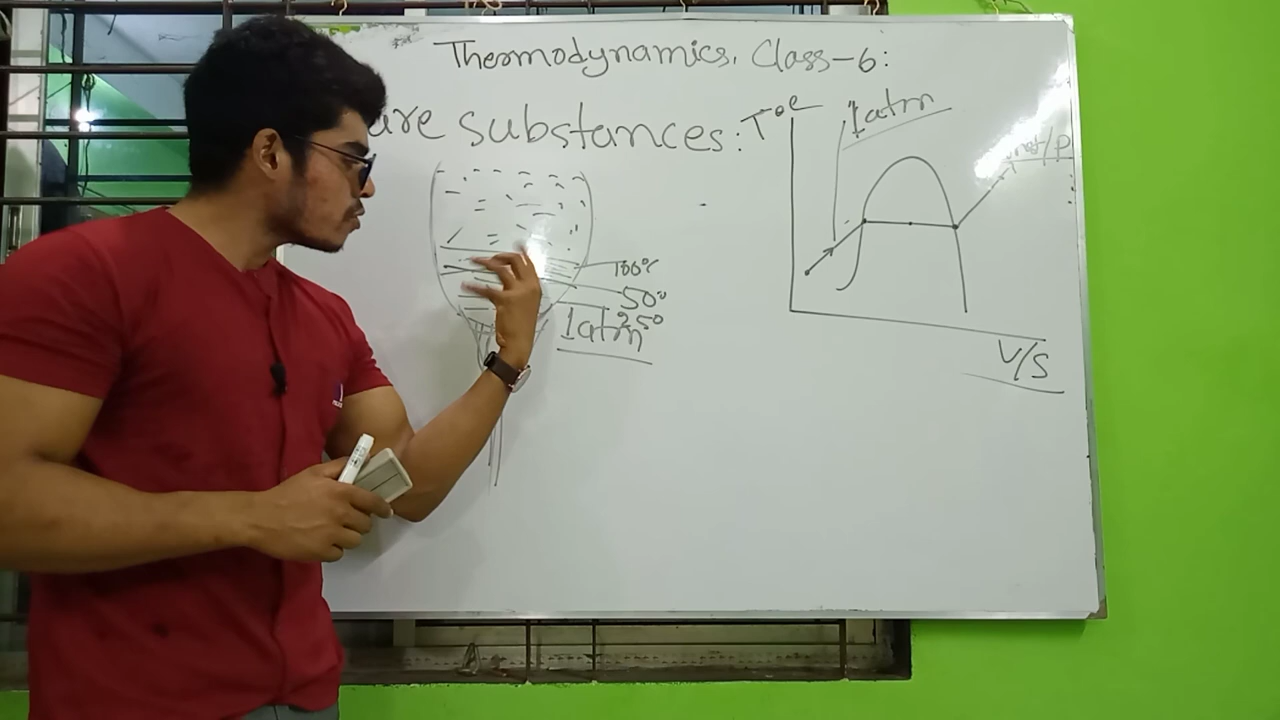 Thermodynamics. Class-6:
ure substances:
T°c
1atm
100°c
50°
25°
1atm
V/S